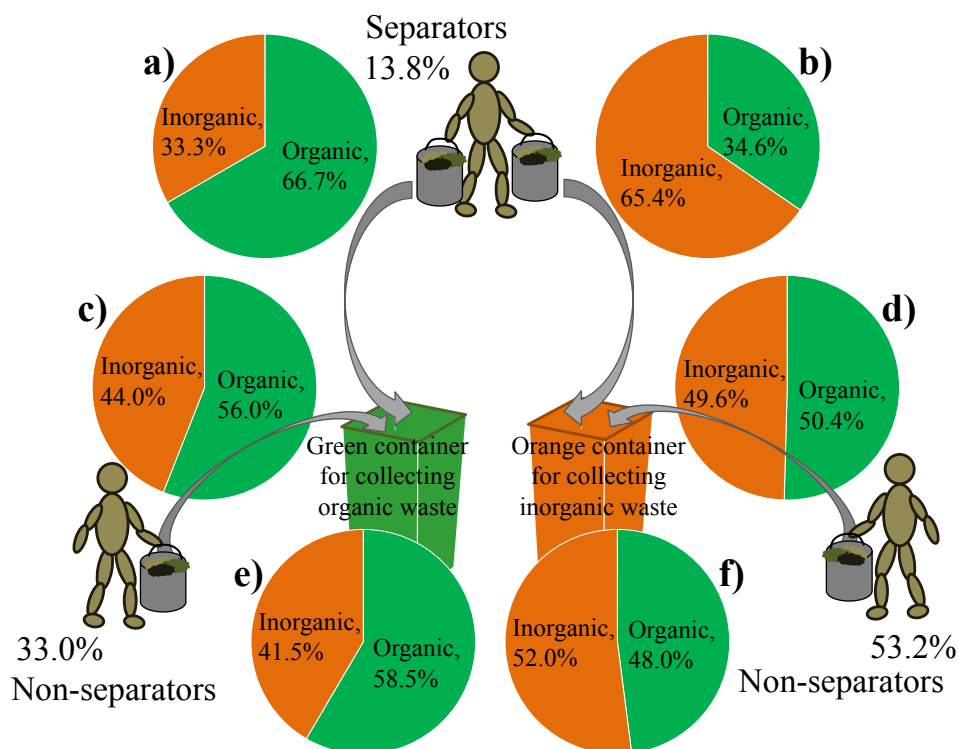 Separators
13.8%
a)
Inorganic,
33.3%
Organic,
66.7%
b)
Organic,
34.6%
Inorganic,
65.4%
c)
Inorganic,
44.0%
Organic,
56.0%
d)
Inorganic,
49.6%
Organic,
50.4%
Green container
for collecting
organic waste
Orange container
for collecting
inorganic waste
e)
Inorganic,
41.5%
Organic,
58.5%
f)
Inorganic,
52.0%
Organic,
48.0%
33.0%
Non-separators
53.2%
Non-separators